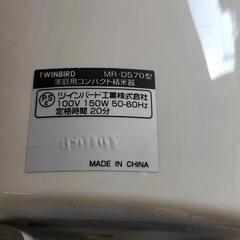 TWINBIRD MR-D570型
家庭用コンパクト精米器
PS E ツインバード工業株式会社
100V 150W 50-60Hz
定格時間 20分
MADE IN CHINA